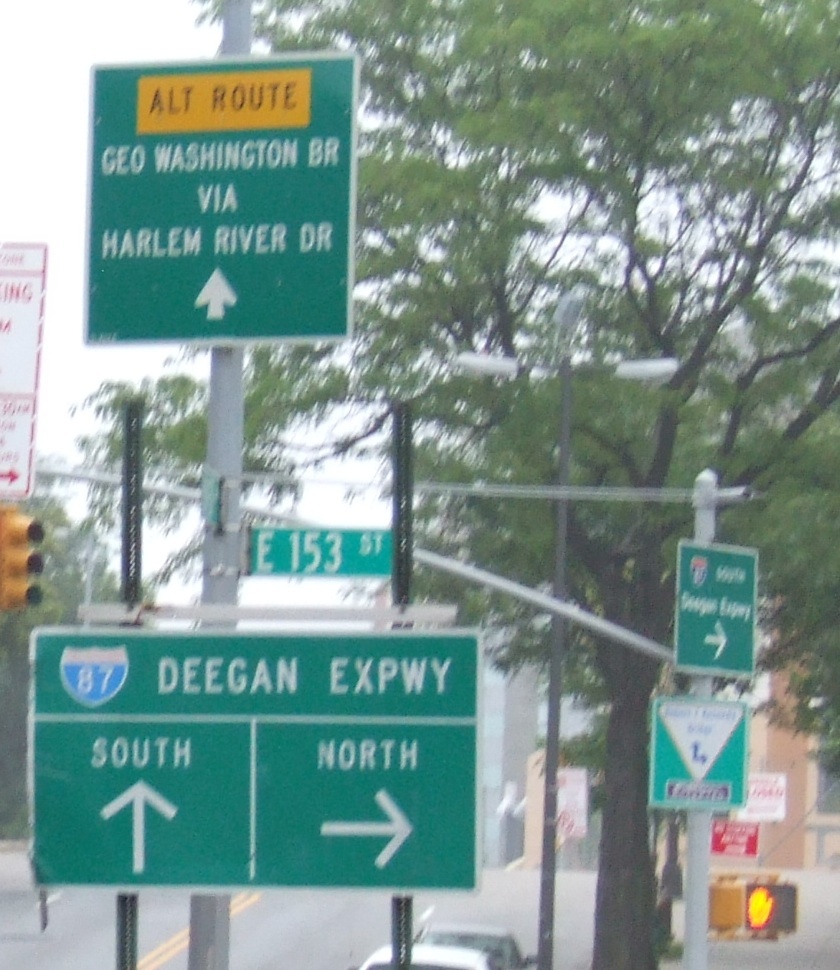 ALT ROUTE
GEO WASHINGTON BR
VIA
HARLEM RIVER DR
E 153 ST
87 DEEGAN EXPWY
SOUTH
NORTH
SOUTH
Deegan Expwy